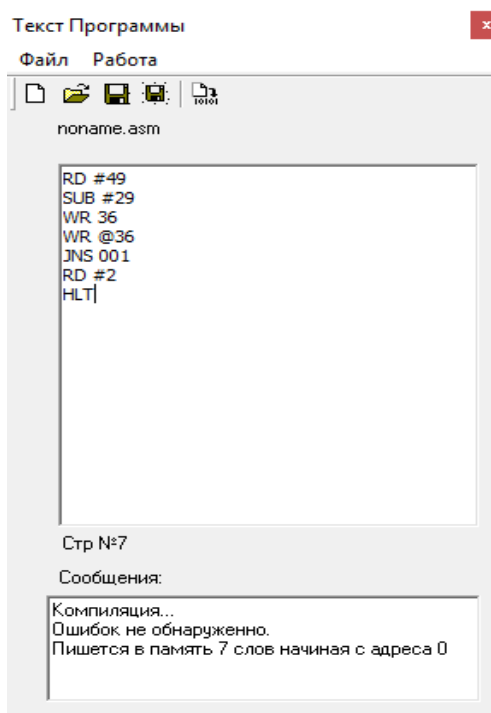 Текст Программы
Файл Работа
noname.asm
RD #49
SUB #29
WR 36
WR @36
JNS 001
RD #2
HLT
Стр №7
Сообщения:
Компиляция...
Ошибок не обнаруженно.
Пишется в память 7 слов начиная с адреса 0